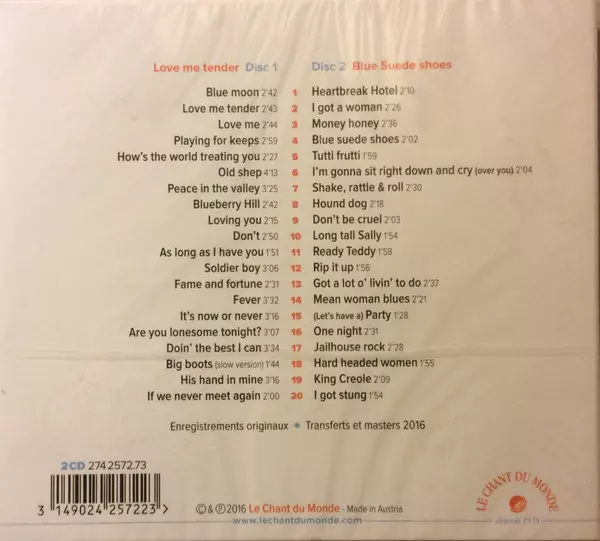 Love me tender Disc 1
Blue moon 2'42 1
Love me tender 2'43 2
Love me 2'44 3
Playing for keeps 2'59 4
How's the world treating you 2'27 5
Old shep 4'13 6
Peace in the valley 3'25 7
Blueberry Hill 2'42 8
Loving you 2'15 9
Don't 2'50 10
As long as I have you 1'51 11
Soldier boy 3'06 12
Fame and fortune 2'31 13
Fever 3'32 14
It's now or never 3'16 15
Are you lonesome tonight? 3'07 16
Doin' the best I can 3'34 17
Big boots (slow version) 1'44 18
His hand in mine 3'16 19
If we never meet again 2'00 20
Disc 2 Blue Suede shoes
Heartbreak Hotel 2'10
I got a woman 2'26
Money honey 2'36
Blue suede shoes 2'02
Tutti frutti 1'59
I'm gonna sit right down and cry (over you) 2'04
Shake, rattle & roll 2'30
Hound dog 2'18
Don't be cruel 2'03
Long tall Sally 1'54
Ready Teddy 1'58
Rip it up 1'56
Got a lot o' livin' to do 2'37
Mean woman blues 2'21
(Let's have a) Party 1'28
One night 2'31
Jailhouse rock 2'28
Hard headed women 1'55
King Creole 2'09
I got stung 1'54
Enregistrements originaux • Transferts et masters 2016
2CD 274 2572.73
3 149024 257223 >
© & ℗ 2016 Le Chant du Monde - Made in Austria
www.lechantdumonde.com
LE CHANT DU MONDE
depuis 1938